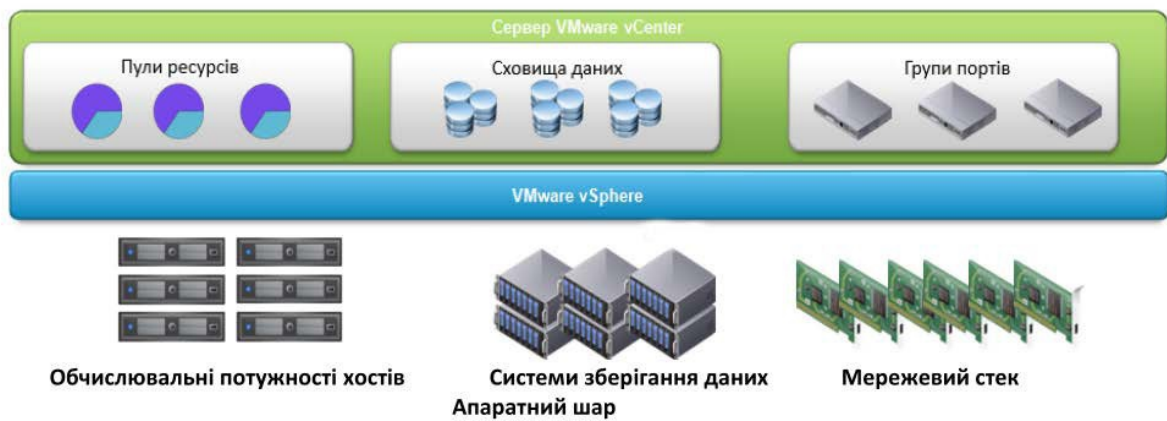 Сервер VMware vCenter
Пули ресурсів
Сховища даних
Групи портів
VMware vSphere
Обчислювальні потужності хостів
Системи зберігання даних
Мережевий стек
Апаратний шар